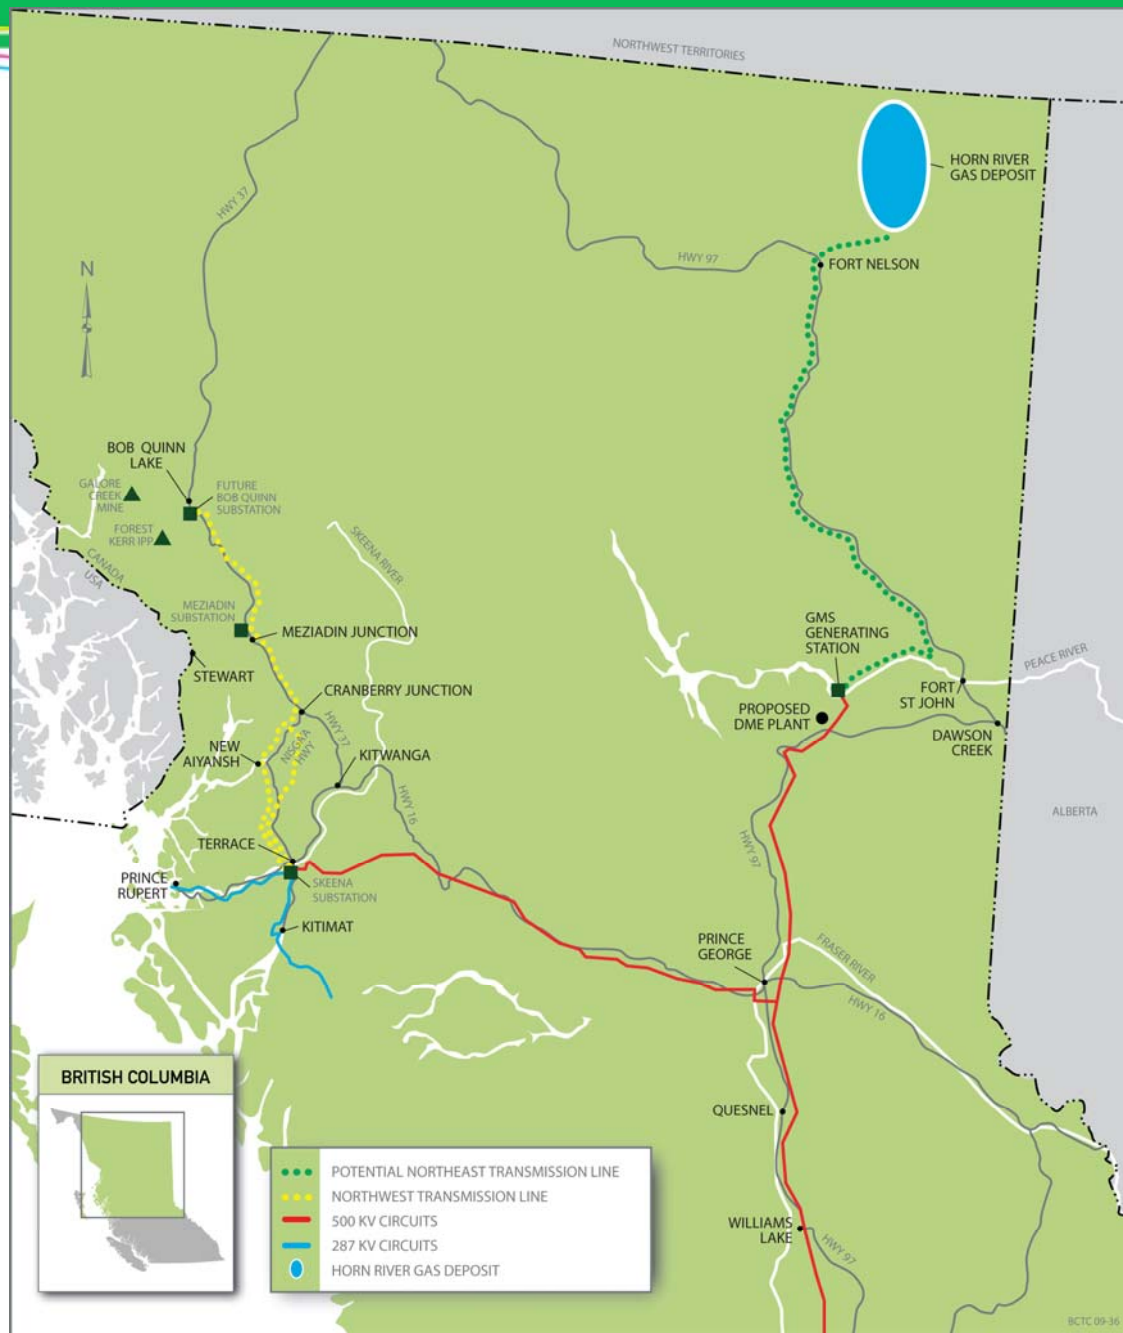 NORTHWEST TERRITORIES
HORN RIVER
GAS DEPOSIT
HWY 37
HWY 97
FORT NELSON
N
BOB QUINN
LAKE
GALORE
CREEK
MINE
FUTURE
BOB QUINN
SUBSTATION
FOREST
KERR IPP
SKEENA RIVER
CANADA
USA
MEZIADIN
SUBSTATION
MEZIADIN JUNCTION
STEWART
GMS
GENERATING
STATION
PEACE RIVER
FORT
ST JOHN
CRANBERRY JUNCTION
PROPOSED
DME PLANT
DAWSON
CREEK
NEW
AIYANSH
NISGNA
HWY
HWY 37
KITWANGA
HWY 16
ALBERTA
HWY 97
TERRACE
PRINCE
RUPERT
SKEENA
SUBSTATION
KITIMAT
PRINCE
GEORGE
FRASER RIVER
HWY 16
BRITISH COLUMBIA
QUESNEL
WILLIAMS
LAKE
HWY 97
POTENTIAL NORTHEAST TRANSMISSION LINE
NORTHWEST TRANSMISSION LINE
500 KV CIRCUITS
287 KV CIRCUITS
HORN RIVER GAS DEPOSIT
BCTC 09-36